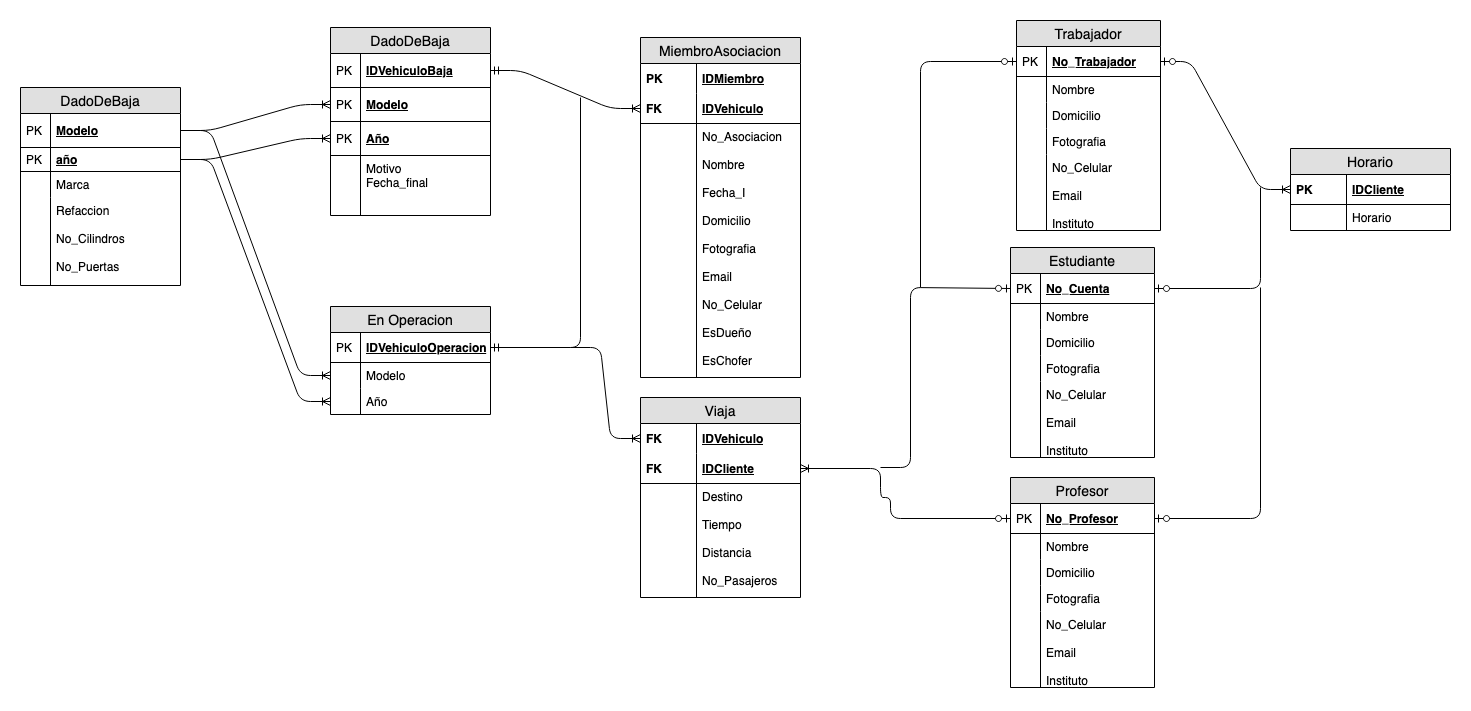 DadoDeBaja
PK Modelo
PK año
Marca
Refaccion
No_Cilindros
No_Puertas
DadoDeBaja
PK IDVehiculoBaja
PK Modelo
PK Año
Motivo
Fecha_final
En Operacion
PK IDVehiculoOperacion
Modelo
Año
MiembroAsociacion
PK IDMiembro
FK IDVehiculo
No_Asociacion
Nombre
Fecha_I
Domicilio
Fotografia
Email
No_Celular
EsDueño
EsChofer
Viaja
FK IDVehiculo
FK IDCliente
Destino
Tiempo
Distancia
No_Pasajeros
Trabajador
PK No_Trabajador
Nombre
Domicilio
Fotografia
No_Celular
Email
Instituto
Estudiante
PK No_Cuenta
Nombre
Domicilio
Fotografia
No_Celular
Email
Instituto
Profesor
PK No_Profesor
Nombre
Domicilio
Fotografia
No_Celular
Email
Instituto
Horario
PK IDCliente
Horario